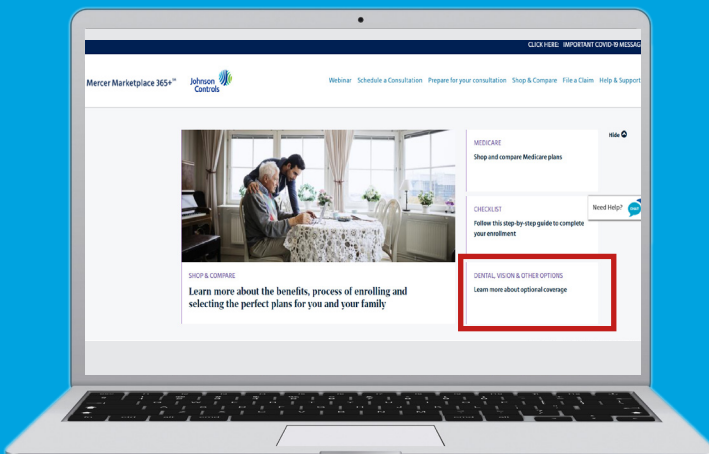 CLICK HERE: IMPORTANT COVID-19 MESSAG
Mercer Marketplace 365+℠
Johnson
Controls
Webinar Schedule a Consultation Prepare for your consultation Shop & Compare File a Claim Help & Support
Hide
MEDICARE
Shop and compare Medicare plans
Need Help?
CHECKLIST
Follow this step-by-step guide to complete
your enrollment
SHOP & COMPARE
Learn more about the benefits, process of enrolling and
selecting the perfect plans for you and your family
DENTAL, VISION & OTHER OPTIONS
Learn more about optional coverage